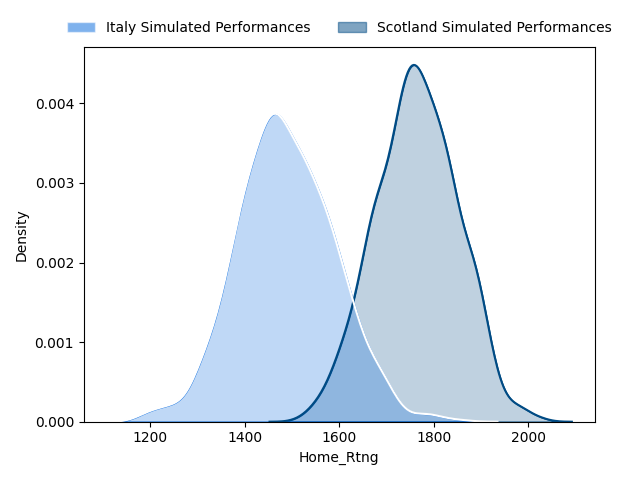 Italy Simulated Performances Scotland Simulated Performances
0.004
0.003
0.002
0.001
0.000
Density
1200 1400 1600 1800 2000
Home_Rtng